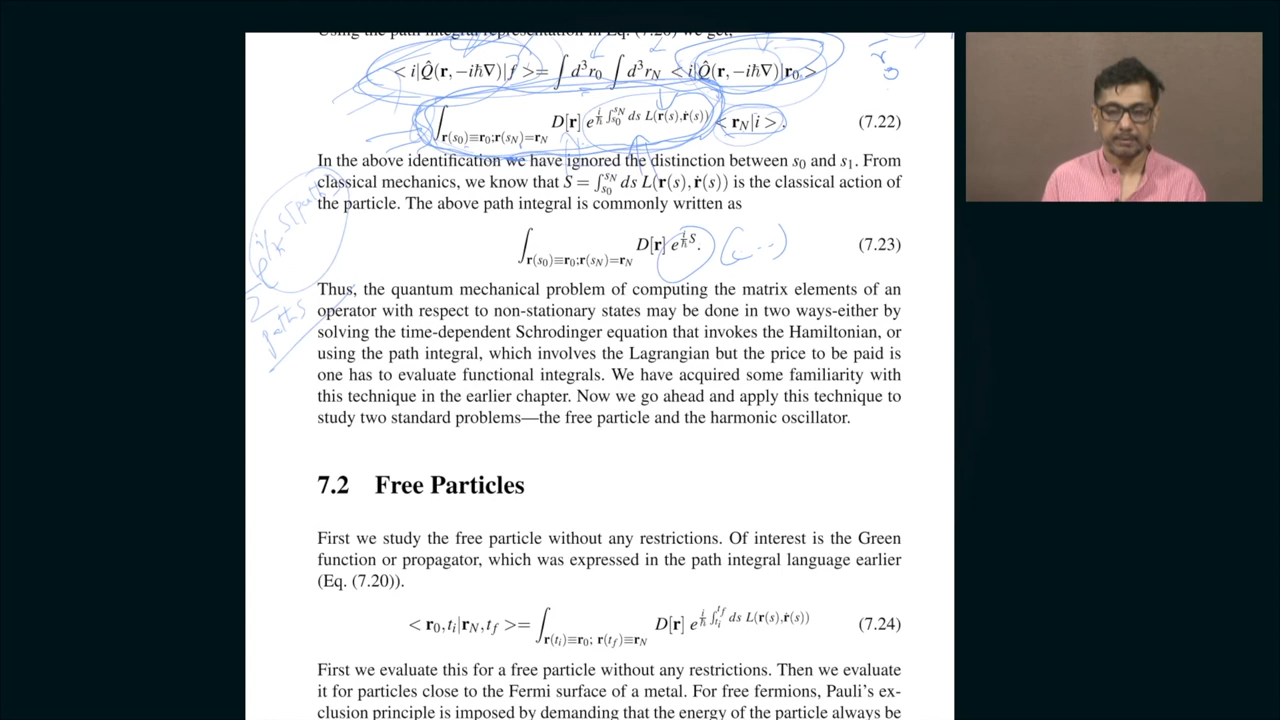 Using the path integral representation in Eq. (7.20) we get,
< i|Q̂(r, −iħ∇)|f >= ∫ d³r₀ ∫ d³r_N < i|Q̂(r, −iħ∇)|r₀ >
r₀
∫_{r(s₀)≡r₀;r(s_N)=r_N} D[r] e^{i/ħ ∫_{s₀}^{s_N} ds L(r(s),ṙ(s))} < r_N|i > . (7.22)
In the above identification we have ignored the distinction between s₀ and s₁. From
classical mechanics, we know that S = ∫_{s₀}^{s_N} ds L(r(s), ṙ(s)) is the classical action of
the particle. The above path integral is commonly written as
∫_{r(s₀)≡r₀;r(s_N)=r_N} D[r] e^{i/ħ S}. (7.23)
(...)
Σ_{paths} e^{i/ħ S[path]}
Thus, the quantum mechanical problem of computing the matrix elements of an
operator with respect to non-stationary states may be done in two ways-either by
solving the time-dependent Schrodinger equation that invokes the Hamiltonian, or
using the path integral, which involves the Lagrangian but the price to be paid is
one has to evaluate functional integrals. We have acquired some familiarity with
this technique in the earlier chapter. Now we go ahead and apply this technique to
study two standard problems—the free particle and the harmonic oscillator.
7.2 Free Particles
First we study the free particle without any restrictions. Of interest is the Green
function or propagator, which was expressed in the path integral language earlier
(Eq. (7.20)).
< r₀, t_i|r_N, t_f >= ∫_{r(t_i)≡r₀; r(t_f)≡r_N} D[r] e^{i/ħ ∫_{t_i}^{t_f} ds L(r(s),ṙ(s))} (7.24)
First we evaluate this for a free particle without any restrictions. Then we evaluate
it for particles close to the Fermi surface of a metal. For free fermions, Pauli's ex-
clusion principle is imposed by demanding that the energy of the particle always be